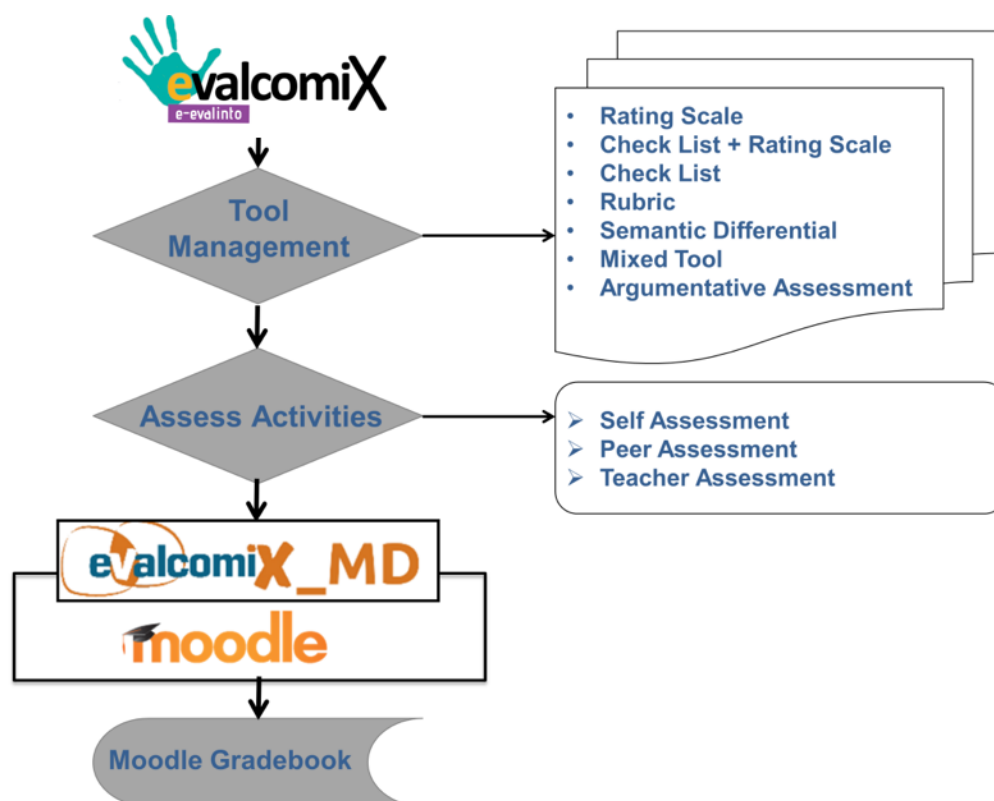 evalcomiX
e-evalinto
Tool
Management
• Rating Scale
• Check List + Rating Scale
• Check List
• Rubric
• Semantic Differential
• Mixed Tool
• Argumentative Assessment
Assess Activities
➢ Self Assessment
➢ Peer Assessment
➢ Teacher Assessment
evalcomiX_MD
moodle
Moodle Gradebook